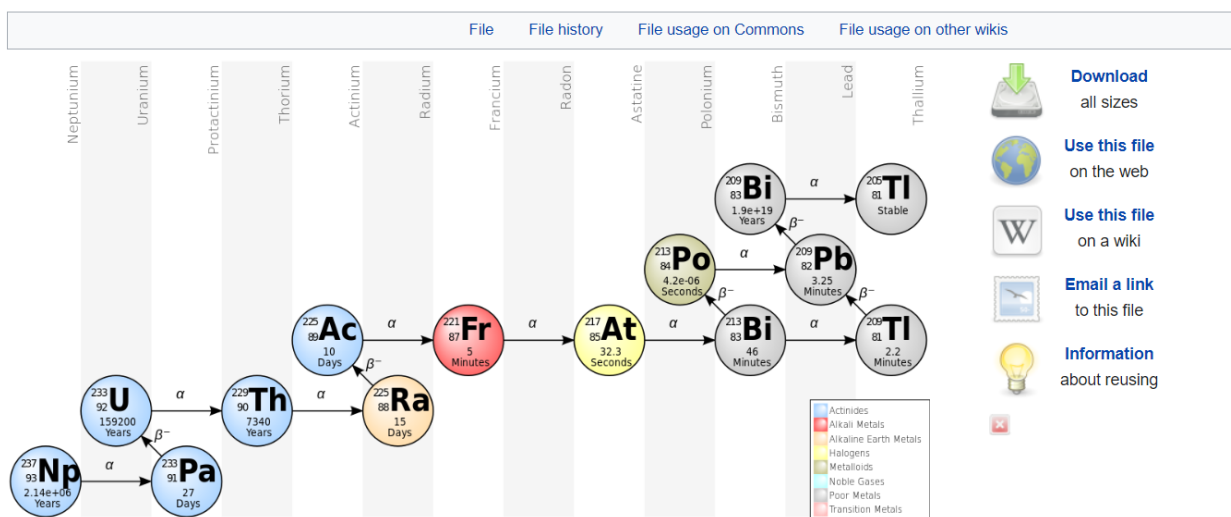 File File history File usage on Commons File usage on other wikis
Neptunium
Uranium
Protactinium
Thorium
Actinium
Radium
Francium
Radon
Astatine
Polonium
Bismuth
Lead
Thallium
Download
all sizes
Use this file
on the web
Use this file
on a wiki
Email a link
to this file
Information
about reusing
209 83 Bi
1.9e+19
Years
α
205 81 Tl
Stable
β⁻
213 84 Po
4.2e-06
Seconds
α
209 82 Pb
3.25
Minutes
β⁻
β⁻
225 89 Ac
10
Days
α
221 87 Fr
5
Minutes
α
217 85 At
32.3
Seconds
α
213 83 Bi
46
Minutes
α
209 81 Tl
2.2
Minutes
β⁻
233 92 U
159200
Years
α
229 90 Th
7340
Years
α
225 88 Ra
15
Days
β⁻
237 93 Np
2.14e+06
Years
α
233 91 Pa
27
Days
Actinides
Alkali Metals
Alkaline Earth Metals
Halogens
Metalloids
Noble Gases
Poor Metals
Transition Metals
W